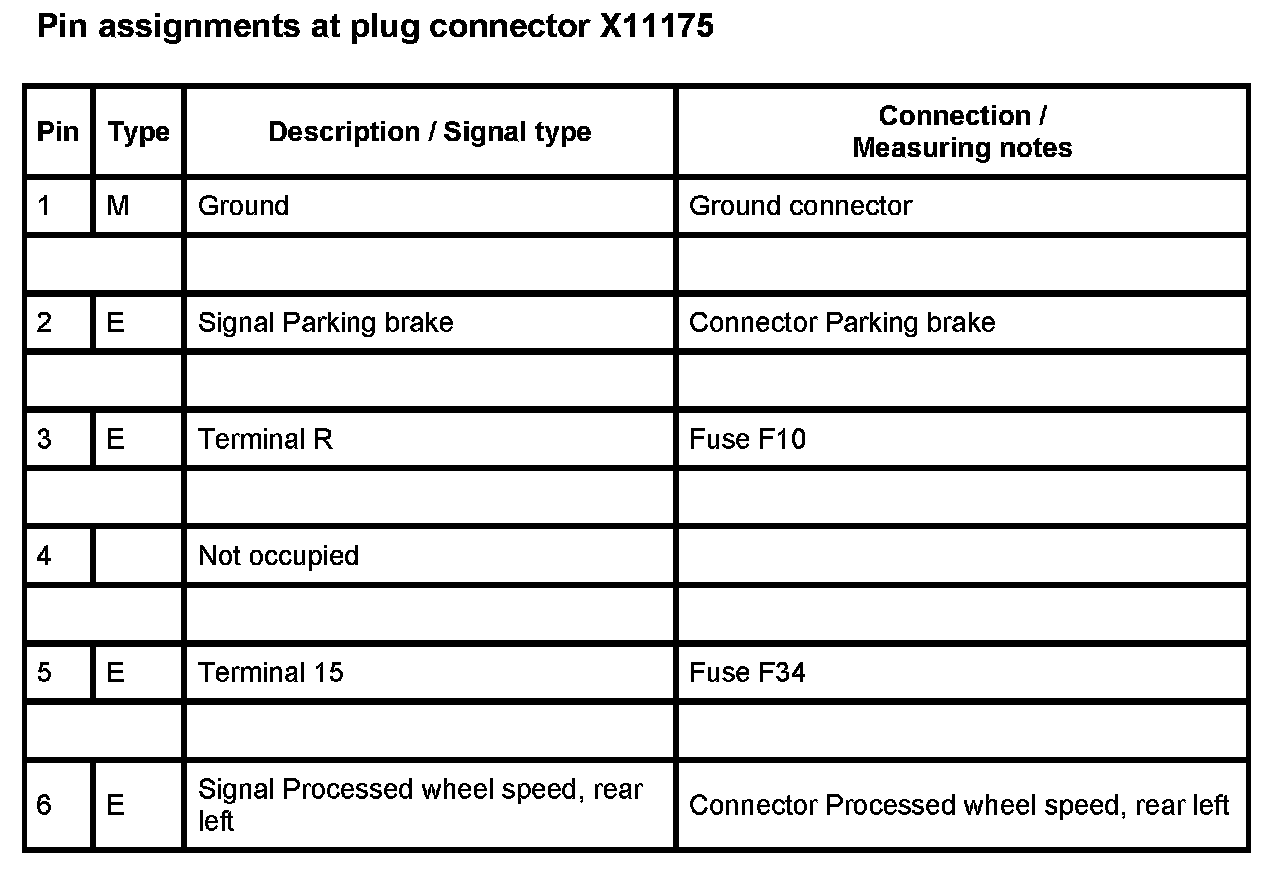 Pin assignments at plug connector X11175
Pin Type Description / Signal type Connection /
Measuring notes
1 M Ground Ground connector
2 E Signal Parking brake Connector Parking brake
3 E Terminal R Fuse F10
4 Not occupied
5 E Terminal 15 Fuse F34
6 E Signal Processed wheel speed, rear
left Connector Processed wheel speed, rear left